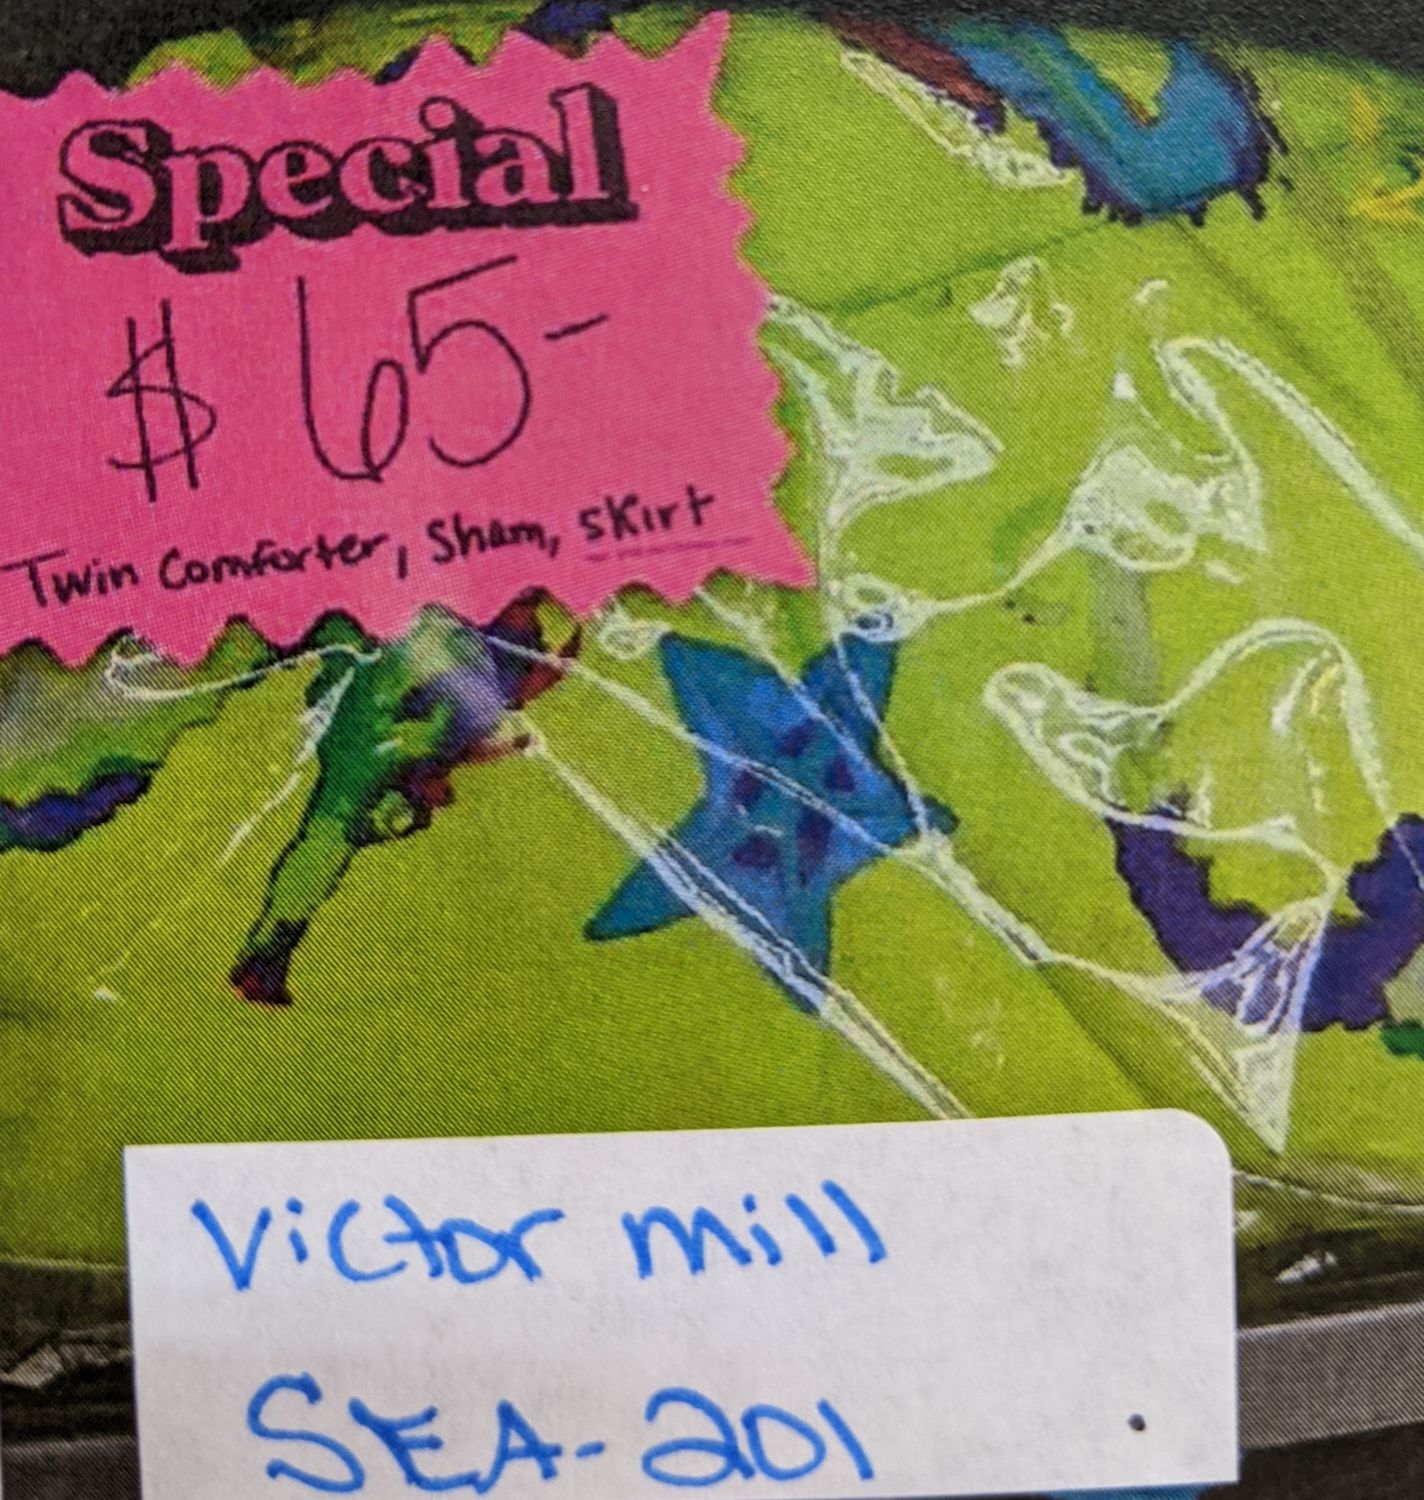 Special
$ 65-
Twin Comforter, Sham, skirt
Victor mill
SEA-201